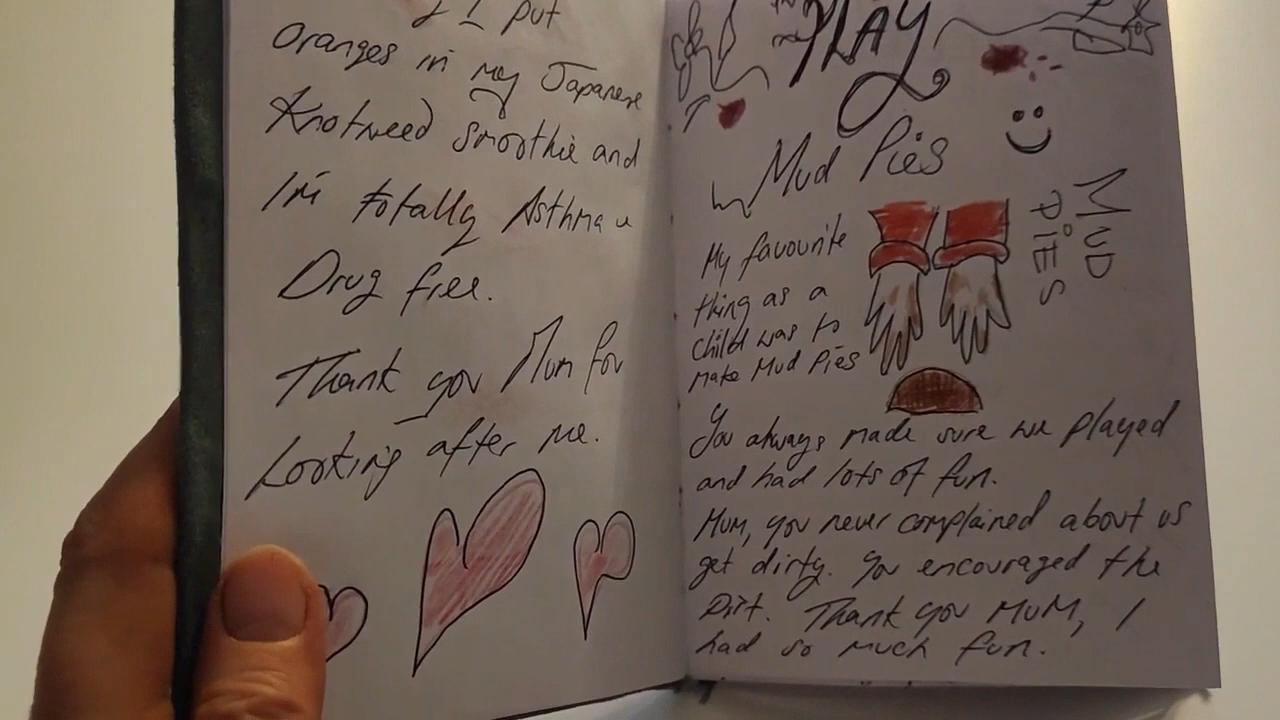 I put
Oranges in my Japanese
Knotweed smoothie and
I'm totally Asthma
Drug free.
Thank you Mum for
Looking after me.
PLAY
Mud Pies
MUD
PiES
My favourite
thing as a
child was to
make Mud Pies
You always made sure we played
and had lots of fun.
Mum, you never complained about us
get dirty. You encouraged the
Dirt. Thank you MUM, I
had so much fun.